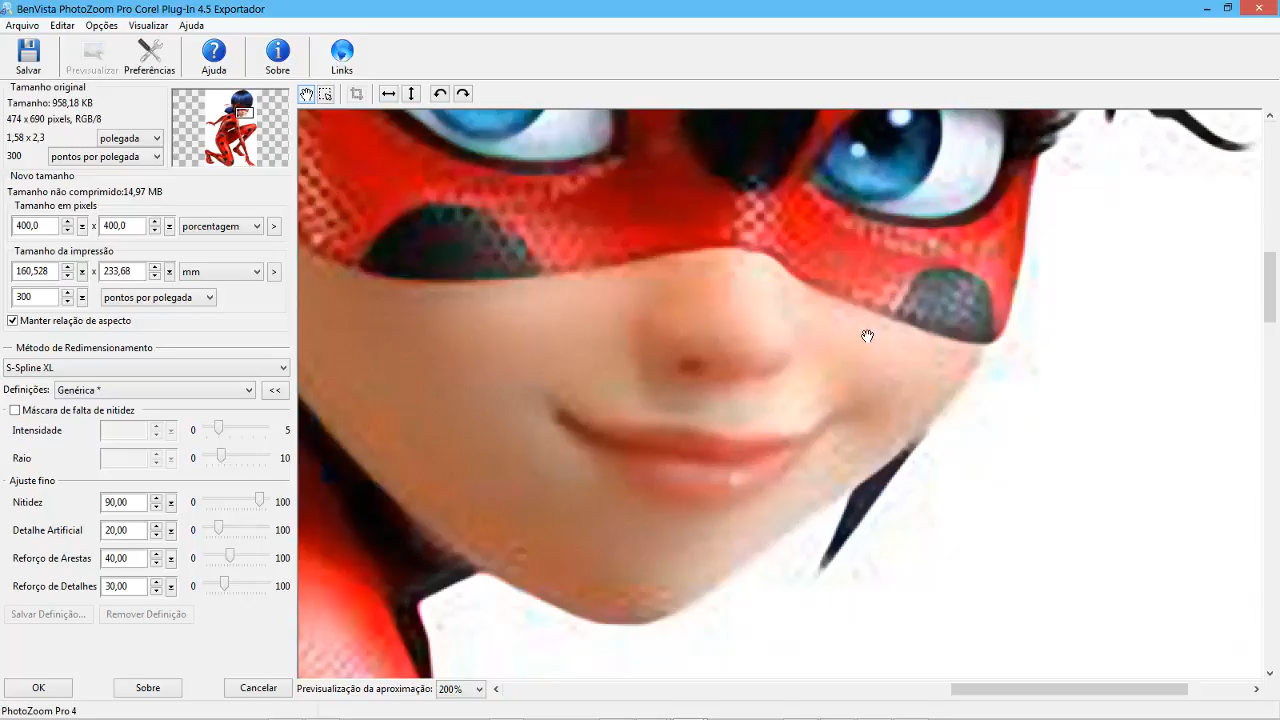 BenVista PhotoZoom Pro Corel Plug-In 4.5 Exportador
Arquivo Editar Opções Visualizar Ajuda
Salvar Previsualizar Preferências Ajuda Sobre Links
Tamanho original
Tamanho: 958,18 KB
474 x 690 pixels, RGB/8
1,58 x 2,3 polegada
300 pontos por polegada
Novo tamanho
Tamanho não comprimido:14,97 MB
Tamanho em pixels
400,0 x 400,0 porcentagem >
Tamanho da impressão
160,528 x 233,68 mm >
300 pontos por polegada
Manter relação de aspecto
Método de Redimensionamento
S-Spline XL
Definições: Genérica * <<
Máscara de falta de nitidez
Intensidade 0 5
Raio 0 10
Ajuste fino
Nitidez 90,00 0 100
Detalhe Artificial 20,00 0 100
Reforço de Arestas 40,00 0 100
Reforço de Detalhes 30,00 0 100
Salvar Definição... Remover Definição
OK Sobre Cancelar Previsualização da aproximação: 200%
PhotoZoom Pro 4